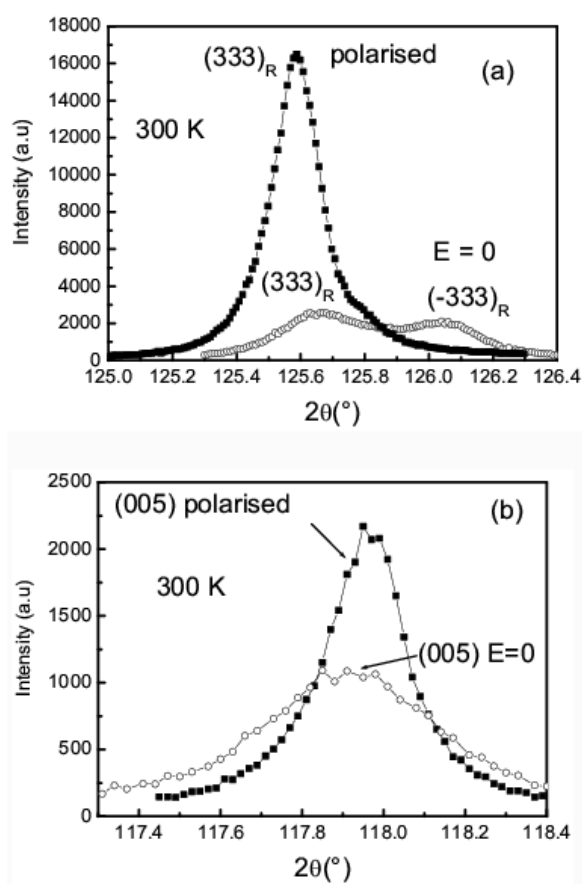 18000
16000
14000
12000
10000
8000
6000
4000
2000
0
Intensity (a.u)
(333)R polarised
(a)
300 K
E = 0
(333)R
(-333)R
125.0 125.2 125.4 125.6 125.8 126.0 126.2 126.4
2θ(°)
2500
2000
1500
1000
500
0
Intensity (a.u)
(005) polarised
(b)
300 K
(005) E=0
117.4 117.6 117.8 118.0 118.2 118.4
2θ(°)